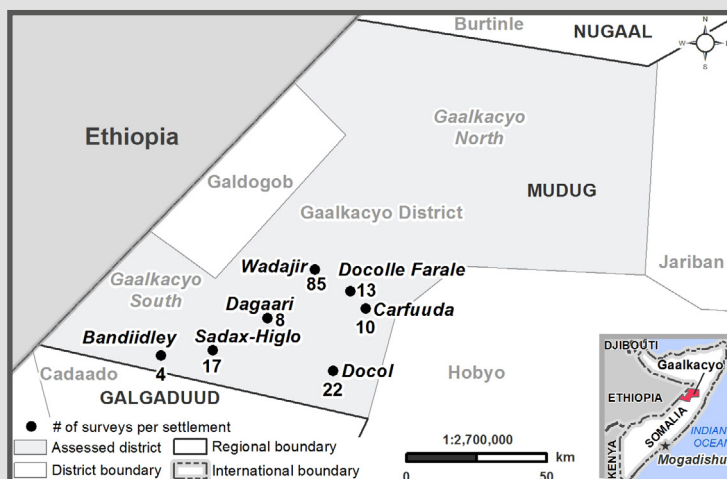 Burtinle
NUGAAL
N
W
S
Ethiopia
Gaalkacyo
North
Galdogob
MUDUG
Gaalkacyo District
Jariban
Gaalkacyo
South
Wadajir
85
Docolle Farale
13
Dagaari
8
Carfuuda
10
Bandiidley
4
Sadax-Higlo
17
Docol
22
Cadaado
GALGADUUD
Hobyo
# of surveys per settlement
Assessed district
Regional boundary
District boundary
International boundary
1:2,700,000
0
50
km
DJIBOUTI
Gaalkacyo
ETHIOPIA
SOMALIA
INDIAN
OCEA
KENYA
Mogadishu